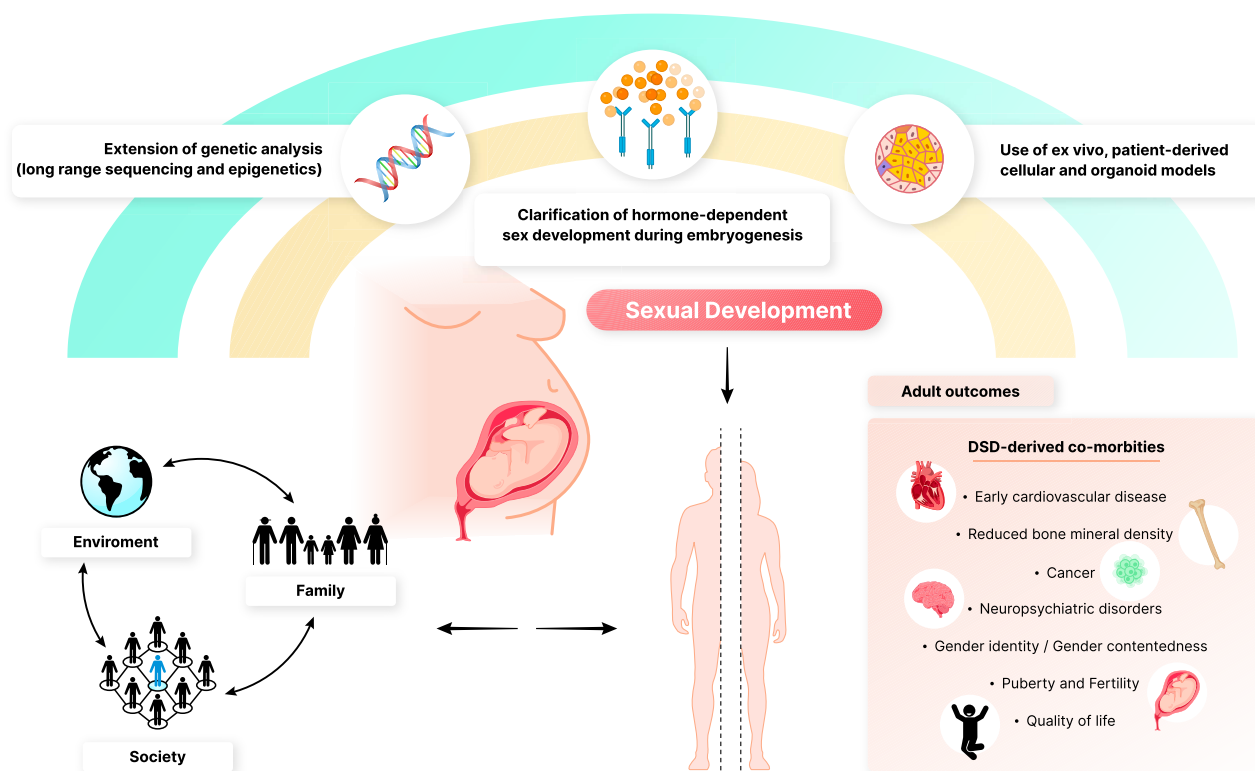 Extension of genetic analysis
(long range sequencing and epigenetics)
Clarification of hormone-dependent
sex development during embryogenesis
Use of ex vivo, patient-derived
cellular and organoid models
Sexual Development
Adult outcomes
DSD-derived co-morbities
• Early cardiovascular disease
• Reduced bone mineral density
• Cancer
• Neuropsychiatric disorders
• Gender identity / Gender contentedness
• Puberty and Fertility
• Quality of life
Enviroment
Family
Society